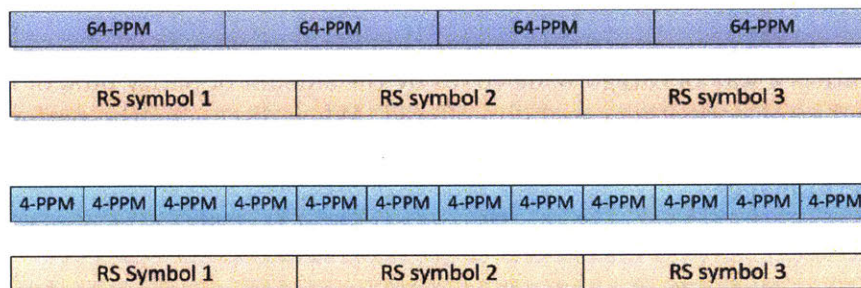 64-PPM 64-PPM 64-PPM 64-PPM
RS symbol 1 RS symbol 2 RS symbol 3
4-PPM 4-PPM 4-PPM 4-PPM 4-PPM 4-PPM 4-PPM 4-PPM 4-PPM 4-PPM 4-PPM 4-PPM
RS Symbol 1 RS symbol 2 RS symbol 3